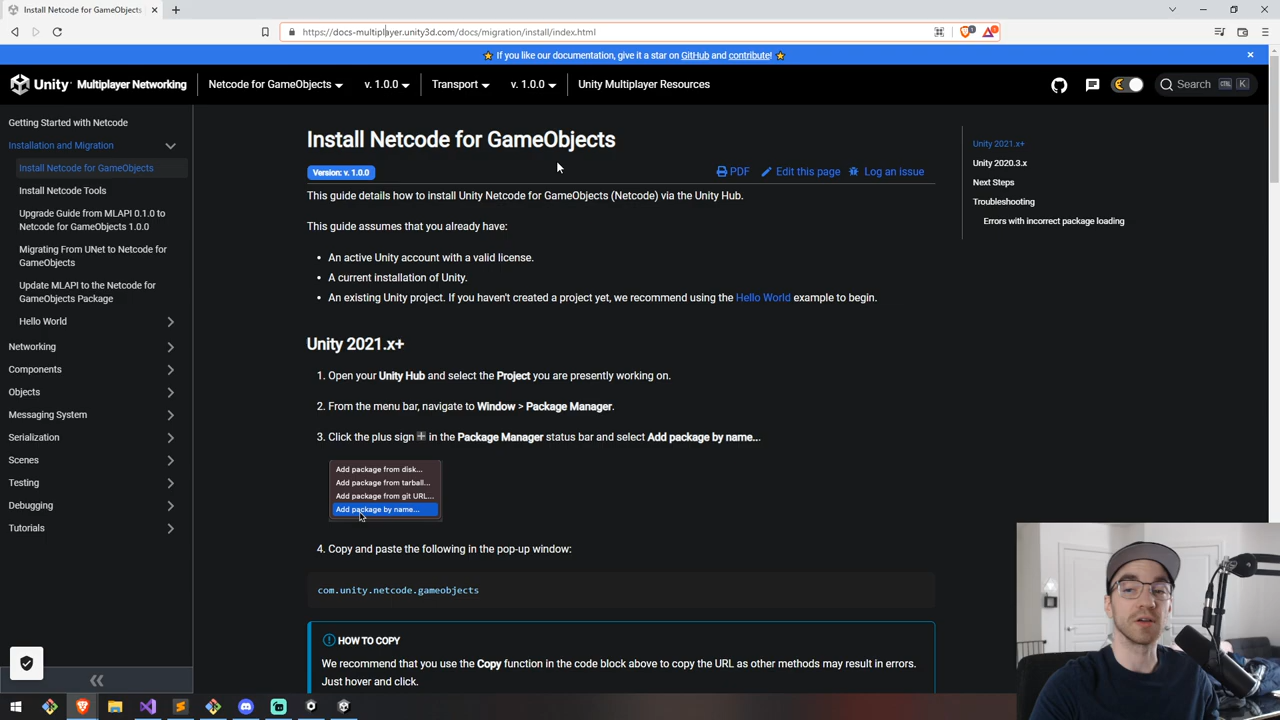 Install Netcode for GameObjects
https://docs-multiplayer.unity3d.com/docs/migration/install/index.html
⭐ If you like our documentation, give it a star on GitHub and contribute! ⭐
Unity Multiplayer Networking
Netcode for GameObjects
v. 1.0.0
Transport
v. 1.0.0
Unity Multiplayer Resources
Search
Ctrl
K
Getting Started with Netcode
Installation and Migration
Install Netcode for GameObjects
Install Netcode Tools
Upgrade Guide from MLAPI 0.1.0 to
Netcode for GameObjects 1.0.0
Migrating From UNet to Netcode for
GameObjects
Update MLAPI to the Netcode for
GameObjects Package
Hello World
Networking
Components
Objects
Messaging System
Serialization
Scenes
Testing
Debugging
Tutorials
Install Netcode for GameObjects
Version: v. 1.0.0
PDF
Edit this page
Log an issue
This guide details how to install Unity Netcode for GameObjects (Netcode) via the Unity Hub.
This guide assumes that you already have:
• An active Unity account with a valid license.
• A current installation of Unity.
• An existing Unity project. If you haven't created a project yet, we recommend using the Hello World example to begin.
Unity 2021.x+
1. Open your Unity Hub and select the Project you are presently working on.
2. From the menu bar, navigate to Window > Package Manager.
3. Click the plus sign + in the Package Manager status bar and select Add package by name...
Add package from disk...
Add package from tarball...
Add package from git URL...
Add package by name...
4. Copy and paste the following in the pop-up window:
com.unity.netcode.gameobjects
HOW TO COPY
We recommend that you use the Copy function in the code block above to copy the URL as other methods may result in errors.
Just hover and click.
Unity 2021.x+
Unity 2020.3.x
Next Steps
Troubleshooting
Errors with incorrect package loading